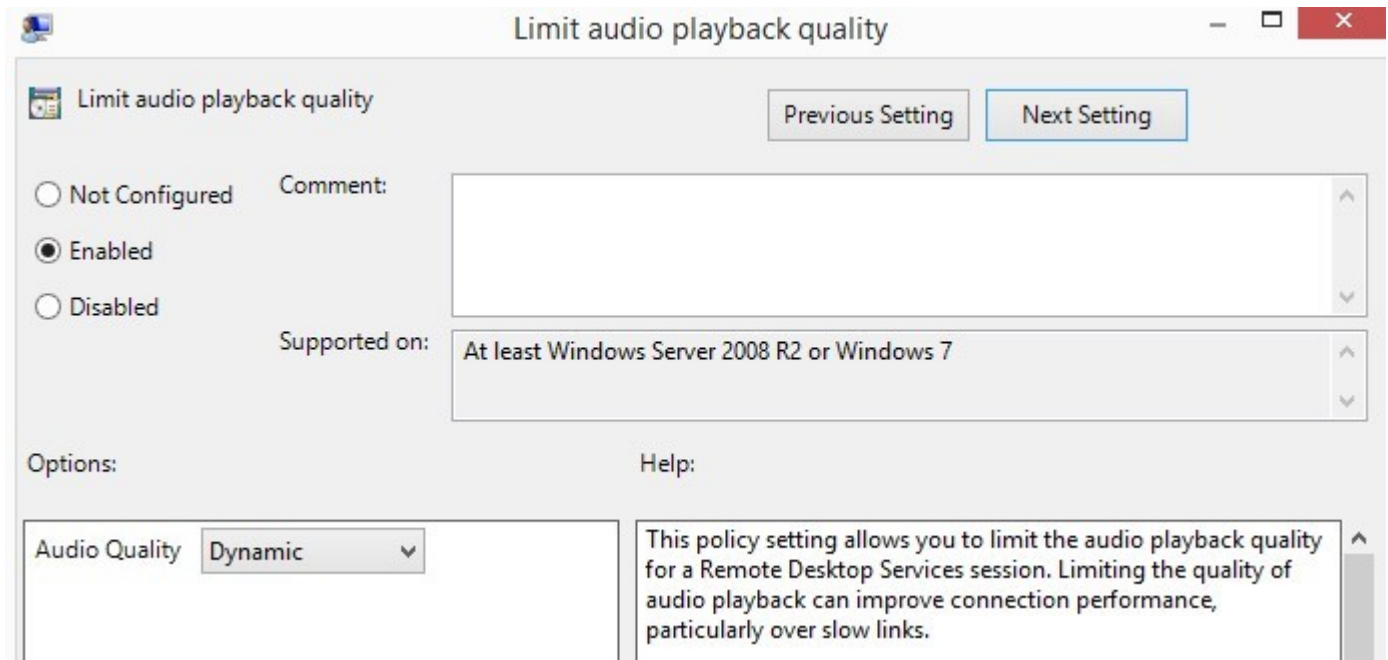 Limit audio playback quality
Limit audio playback quality
Previous Setting
Next Setting
Not Configured
Comment:
Enabled
Disabled
Supported on:
At least Windows Server 2008 R2 or Windows 7
Options:
Help:
Audio Quality
Dynamic
This policy setting allows you to limit the audio playback quality
for a Remote Desktop Services session. Limiting the quality of
audio playback can improve connection performance,
particularly over slow links.